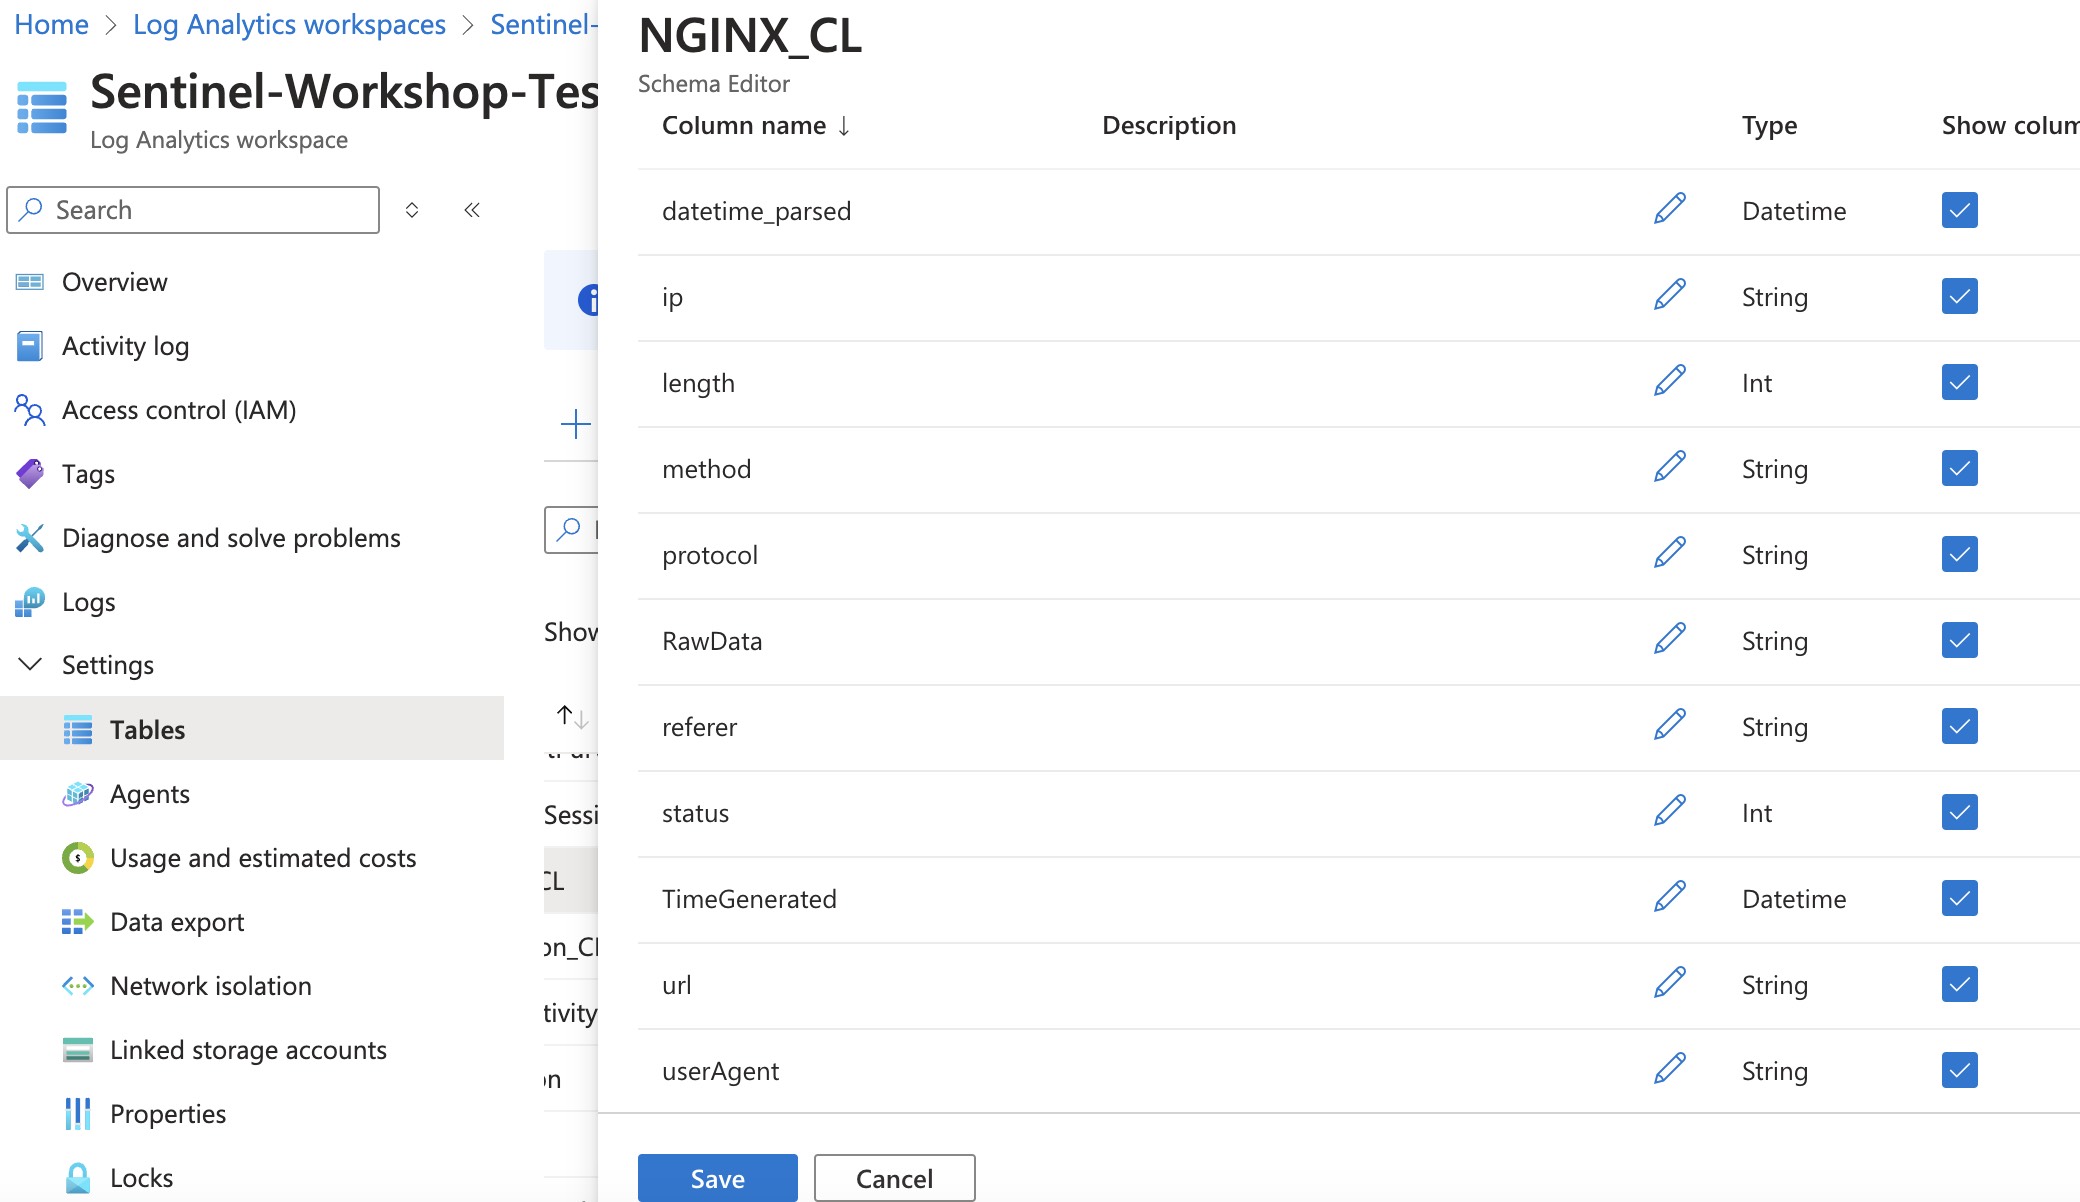 Home > Log Analytics workspaces > Sentinel-
Sentinel-Workshop-Tes
Log Analytics workspace
Search
Overview
Activity log
Access control (IAM)
Tags
Diagnose and solve problems
Logs
Settings
Tables
Agents
Usage and estimated costs
Data export
Network isolation
Linked storage accounts
Properties
Locks
Show
Sessi
CL
on_Cl
tivity
on
NGINX_CL
Schema Editor
Column name ↓ Description Type Show colum
datetime_parsed Datetime
ip String
length Int
method String
protocol String
RawData String
referer String
status Int
TimeGenerated Datetime
url String
userAgent String
Save Cancel